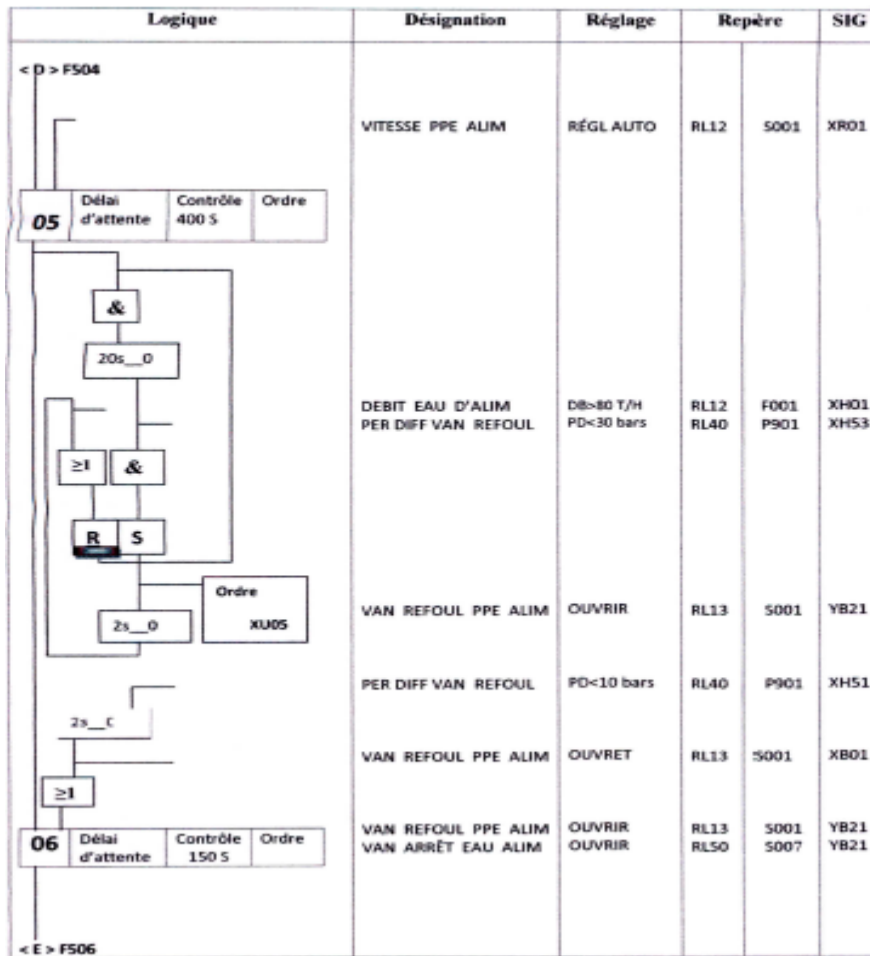 Logique Désignation Réglage Repère SIG
< D > F504
VITESSE PPE ALIM RÉGL AUTO RL12 S001 XR01
05 Délai d'attente Contrôle 400 S Ordre
&
20s__0
DEBIT EAU D'ALIM DB>80 T/H RL12 F001 XH01
PER DIFF VAN REFOUL PD<30 bars RL40 P901 XH53
≥1 &
R S
Ordre
XU05
VAN REFOUL PPE ALIM OUVRIR RL13 S001 YB21
2s__0
PER DIFF VAN REFOUL PD<10 bars RL40 P901 XH51
2s__C
VAN REFOUL PPE ALIM OUVRET RL13 S001 XB01
≥1
VAN REFOUL PPE ALIM OUVRIR RL13 S001 YB21
06 Délai d'attente Contrôle 150 S Ordre
VAN ARRÊT EAU ALIM OUVRIR RL50 S007 YB21
< E > F506